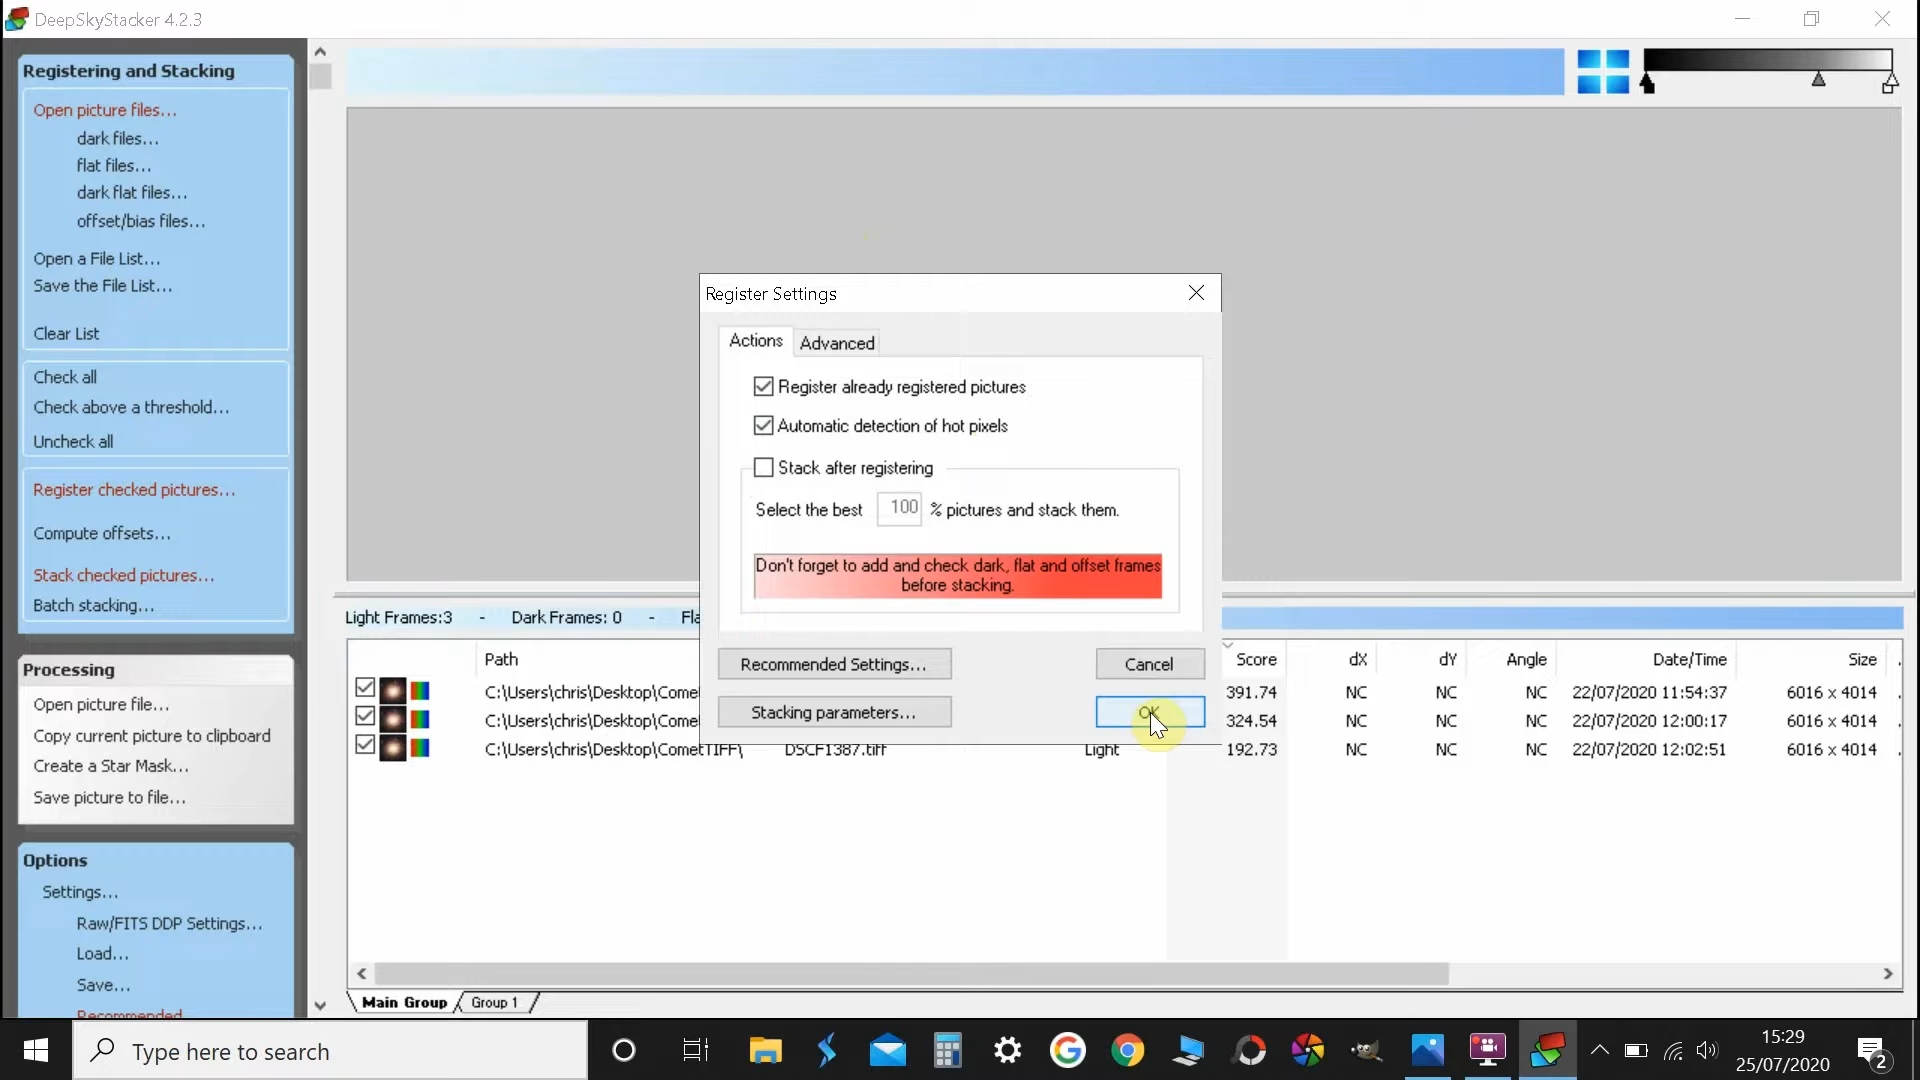 DeepSkyStacker 4.2.3
Registering and Stacking
Open picture files...
dark files...
flat files...
dark flat files...
offset/bias files...
Open a File List...
Save the File List...
Clear List
Check all
Check above a threshold...
Uncheck all
Register checked pictures...
Compute offsets...
Stack checked pictures...
Batch stacking...
Processing
Open picture file...
Copy current picture to clipboard
Create a Star Mask...
Save picture to file...
Options
Settings...
Raw/FITS DDP Settings...
Load...
Save...
Recommended
Register Settings
Actions Advanced
Register already registered pictures
Automatic detection of hot pixels
Stack after registering
Select the best 100 % pictures and stack them.
Don't forget to add and check dark, flat and offset frames
before stacking.
Recommended Settings... Cancel
Stacking parameters... OK
Light Frames:3 - Dark Frames: 0 -
Path Score dX dY Angle Date/Time Size
C:\Users\chris\Desktop\Comet 391.74 NC NC NC 22/07/2020 11:54:37 6016 x 4014
C:\Users\chris\Desktop\Comet 324.54 NC NC NC 22/07/2020 12:00:17 6016 x 4014
C:\Users\chris\Desktop\CometTIFF\ DSCF1387.tiff Light 192.73 NC NC NC 22/07/2020 12:02:51 6016 x 4014
Main Group Group 1
Type here to search
15:29
25/07/2020
2